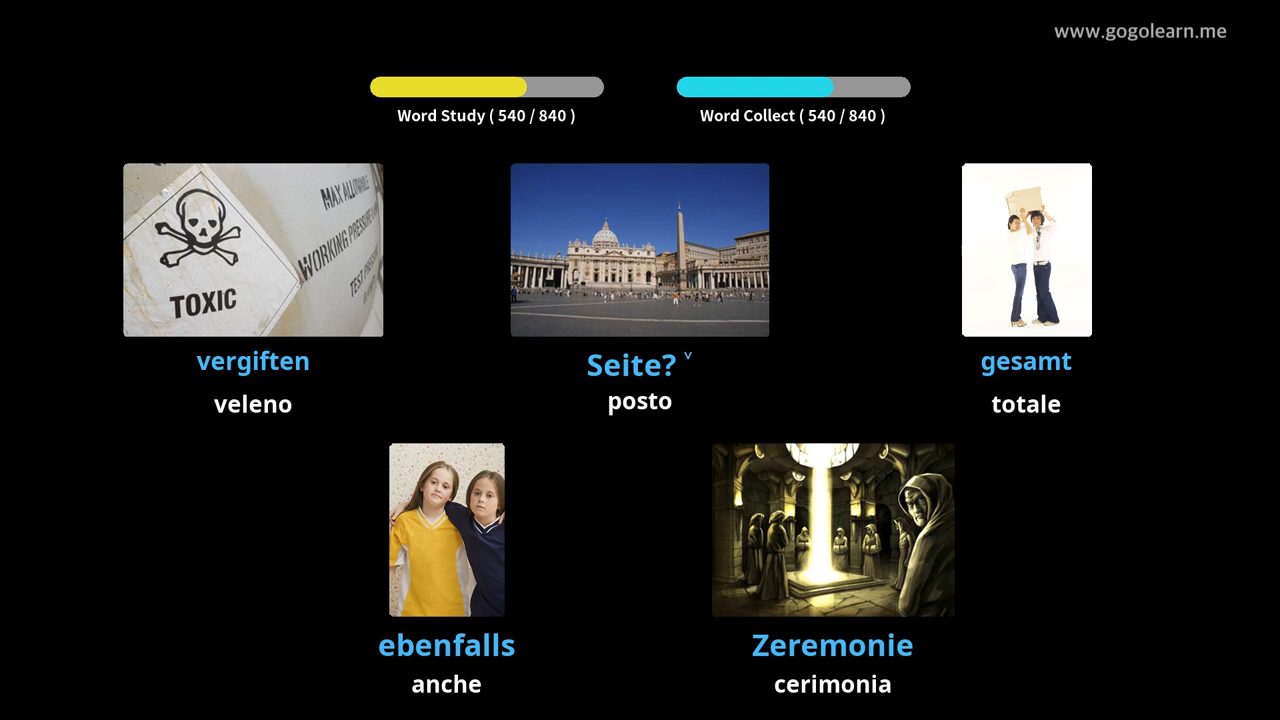 www.gogolearn.me
Word Study ( 540 / 840 )
Word Collect ( 540 / 840 )
TOXIC
MAX ALLOWABLE
WORKING PRESSURE
vergiften
veleno
Seite? ᵛ
posto
gesamt
totale
ebenfalls
anche
Zeremonie
cerimonia